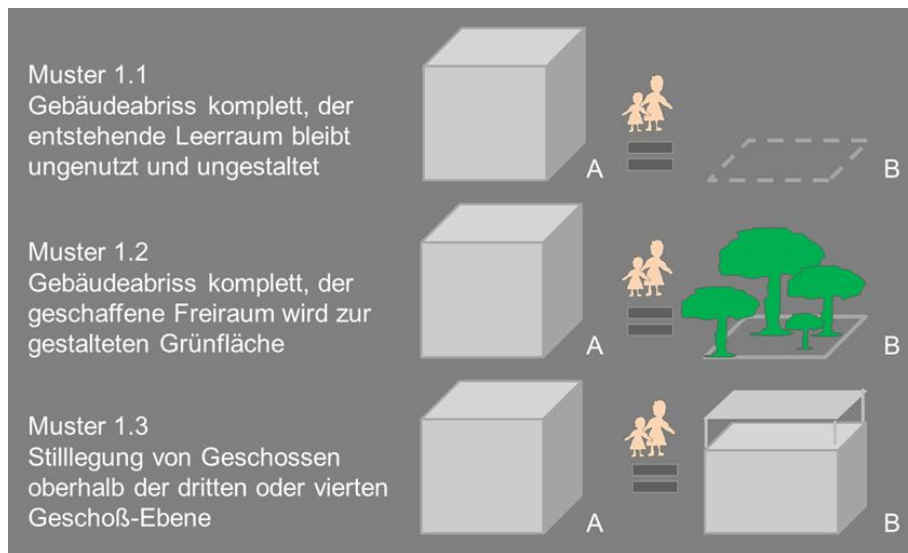 Muster 1.1
Gebäudeabriss komplett, der
entstehende Leerraum bleibt
ungenutzt und ungestaltet
A
B
Muster 1.2
Gebäudeabriss komplett, der
geschaffene Freiraum wird zur
gestalteten Grünfläche
A
B
Muster 1.3
Stilllegung von Geschossen
oberhalb der dritten oder vierten
Geschoß-Ebene
A
B